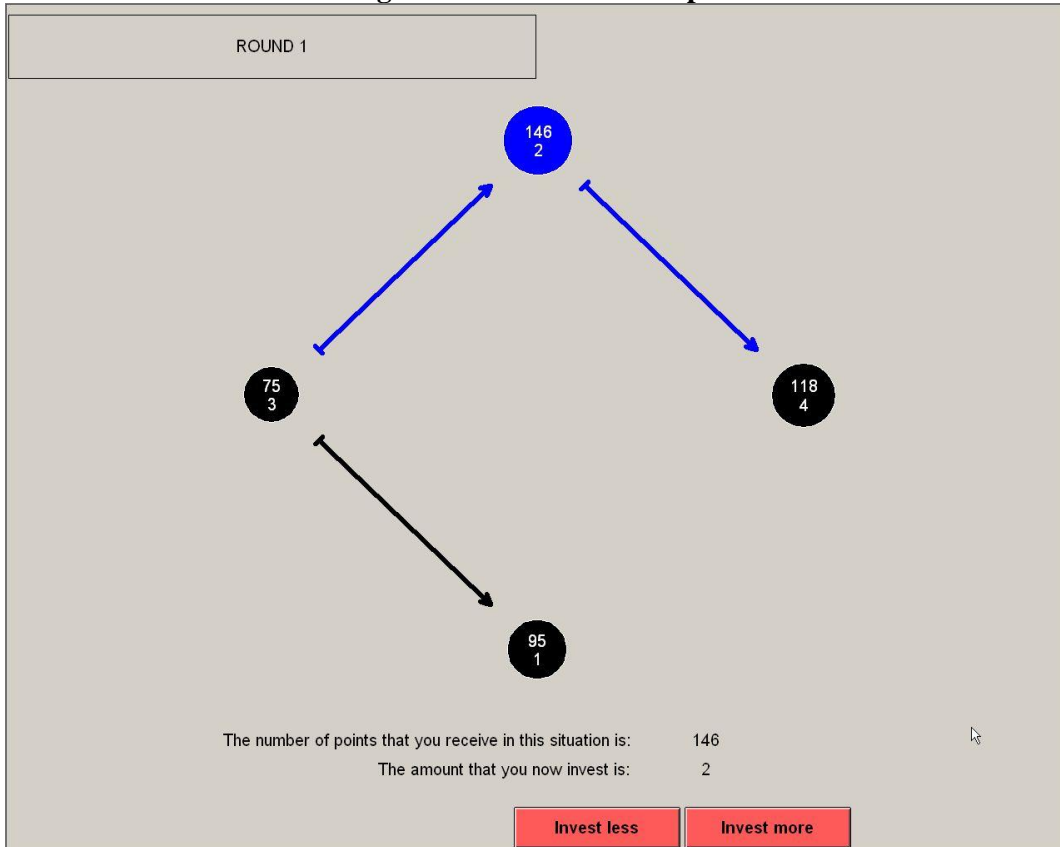 ROUND 1
146
2
75
3
118
4
95
1
The number of points that you receive in this situation is: 146
The amount that you now invest is: 2
Invest less Invest more